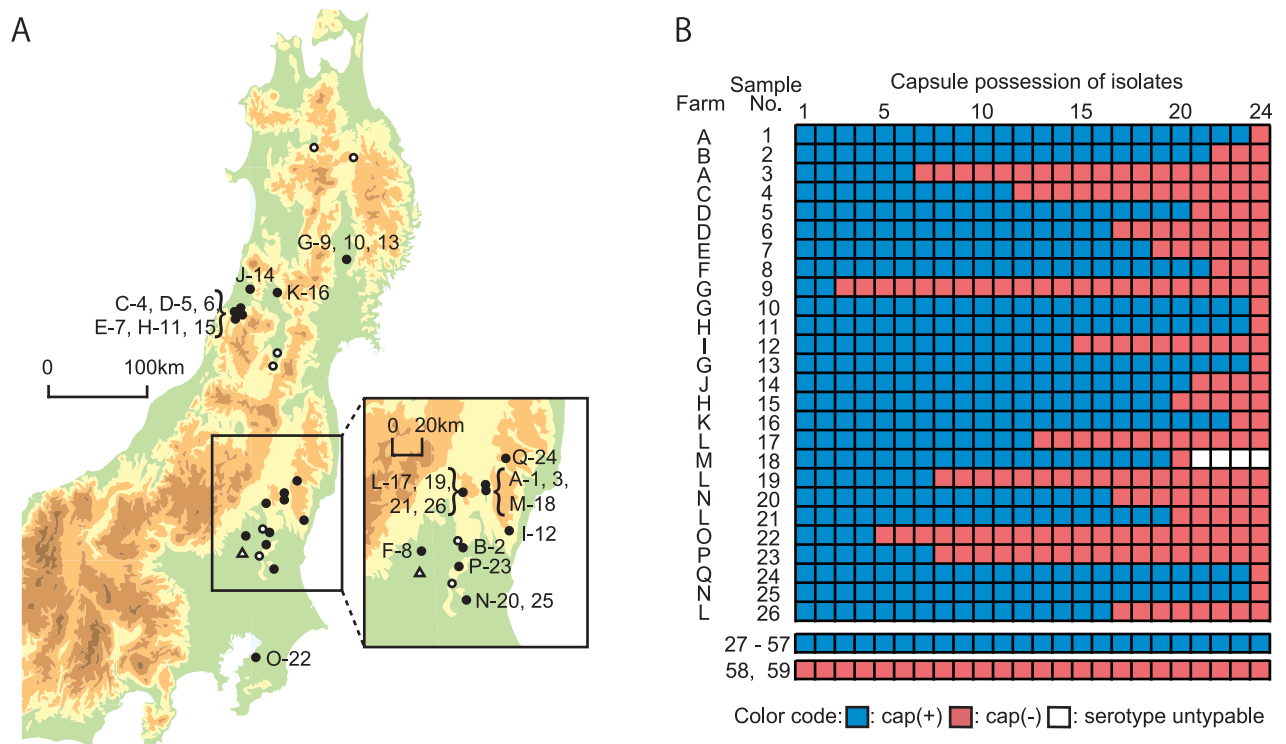 A
G-9, 10, 13
J-14
K-16
C-4, D-5, 6,
E-7, H-11, 15
0 100km
0 20km
Q-24
L-17, 19,
21, 26
A-1, 3,
M-18
I-12
F-8
B-2
P-23
N-20, 25
O-22
B
Capsule possession of isolates
Farm Sample No.
1 5 10 15 20 24
A 1
B 2
A 3
C 4
D 5
D 6
E 7
F 8
G 9
G 10
H 11
I 12
G 13
J 14
H 15
K 16
L 17
M 18
L 19
N 20
L 21
O 22
P 23
Q 24
N 25
L 26
27 - 57
58, 59
Color code: : cap(+) : cap(-) : serotype untypable